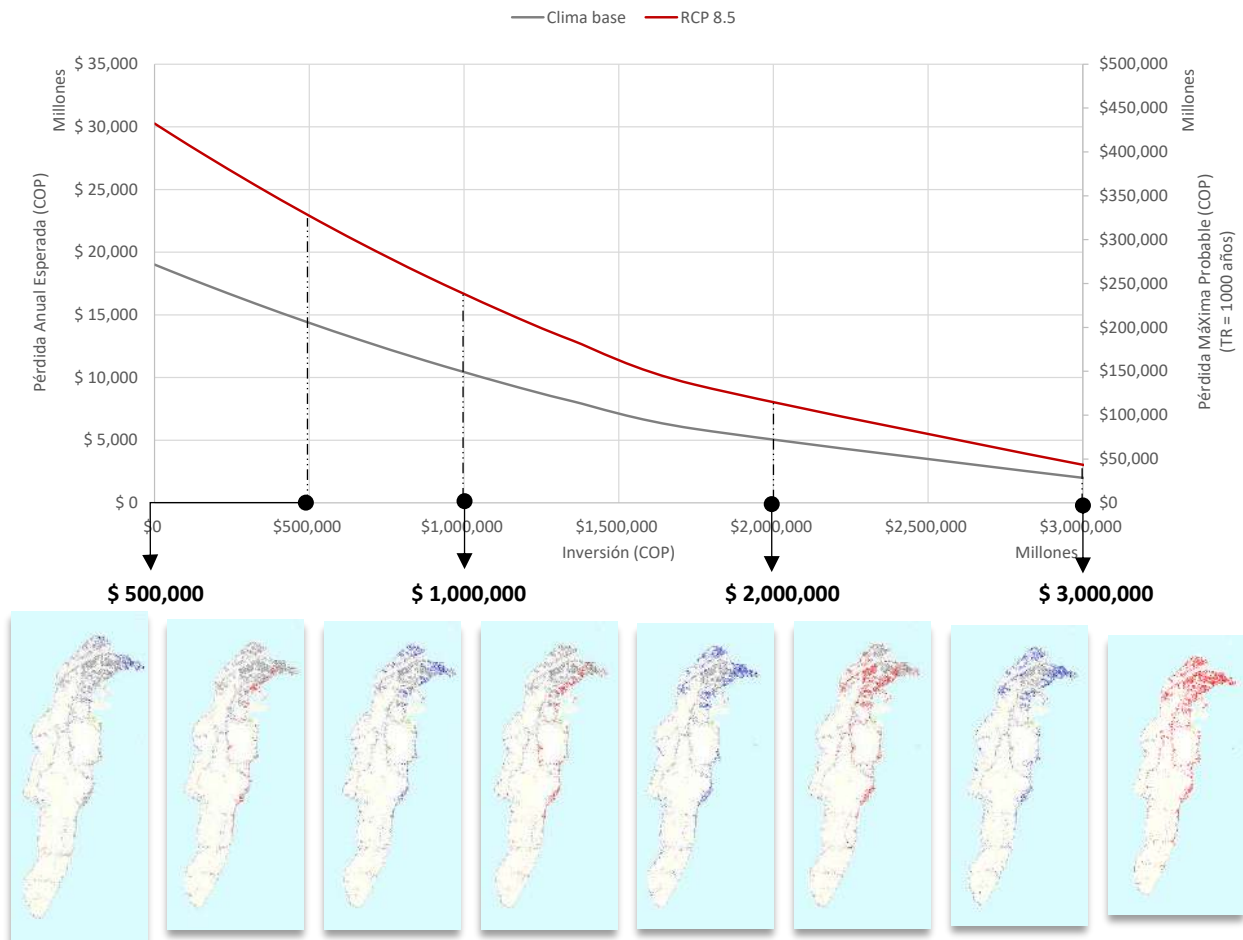 Clima base RCP 8.5
Millones
$ 35,000
$ 30,000
$ 25,000
$ 20,000
$ 15,000
$ 10,000
$ 5,000
$ 0
Pérdida Anual Esperada (COP)
$500,000
$450,000
$400,000
$350,000
$300,000
$250,000
$200,000
$150,000
$100,000
$50,000
$0
Millones
Pérdida MáXima Probable (COP)
(TR = 1000 años)
$0 $500,000 $1,000,000 $1,500,000 $2,000,000 $2,500,000 $3,000,000
Inversión (COP) Millones
$ 500,000 $ 1,000,000 $ 2,000,000 $ 3,000,000